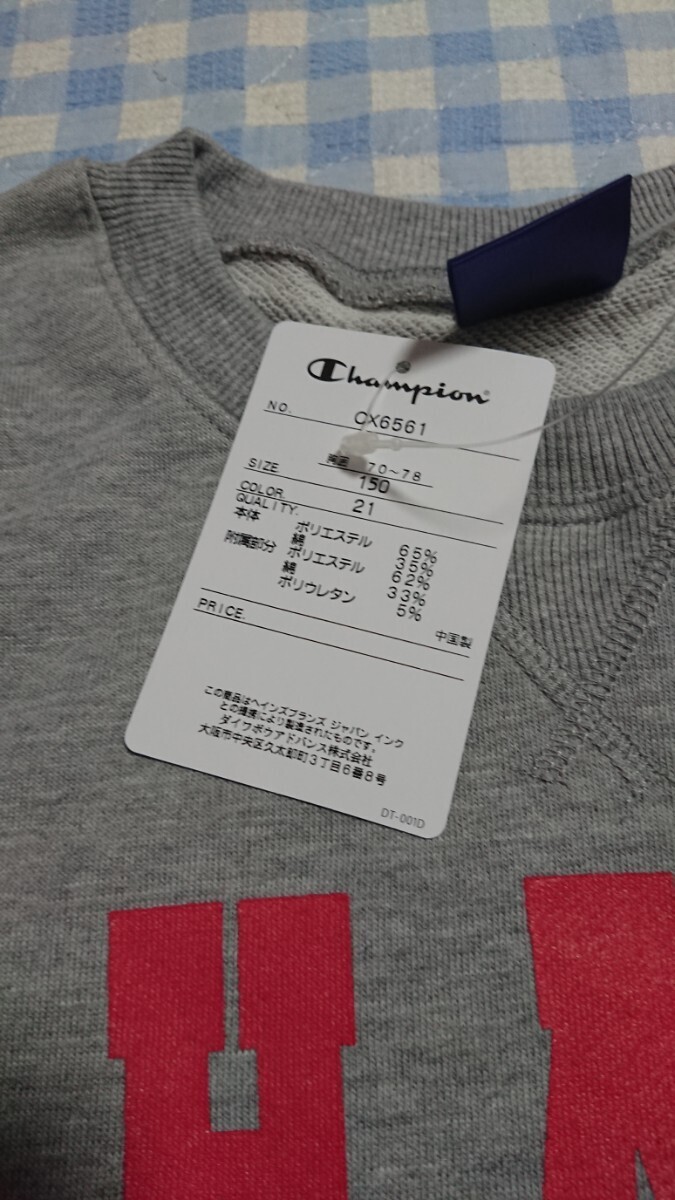 Champion
NO. CX6561
胸囲 70~78
SIZE 150
COLOR. 21
QUALITY.
本体 ポリエステル 65%
綿 35%
附属部分 ポリエステル 62%
綿 33%
ポリウレタン 5%
中国製
PRICE.
この商品はヘインズブランズ ジャパン インク
との提携により製造されたものです。
ダイワボウアドバンス株式会社
大阪市中央区久太郎町3丁目6番8号
DT-001D